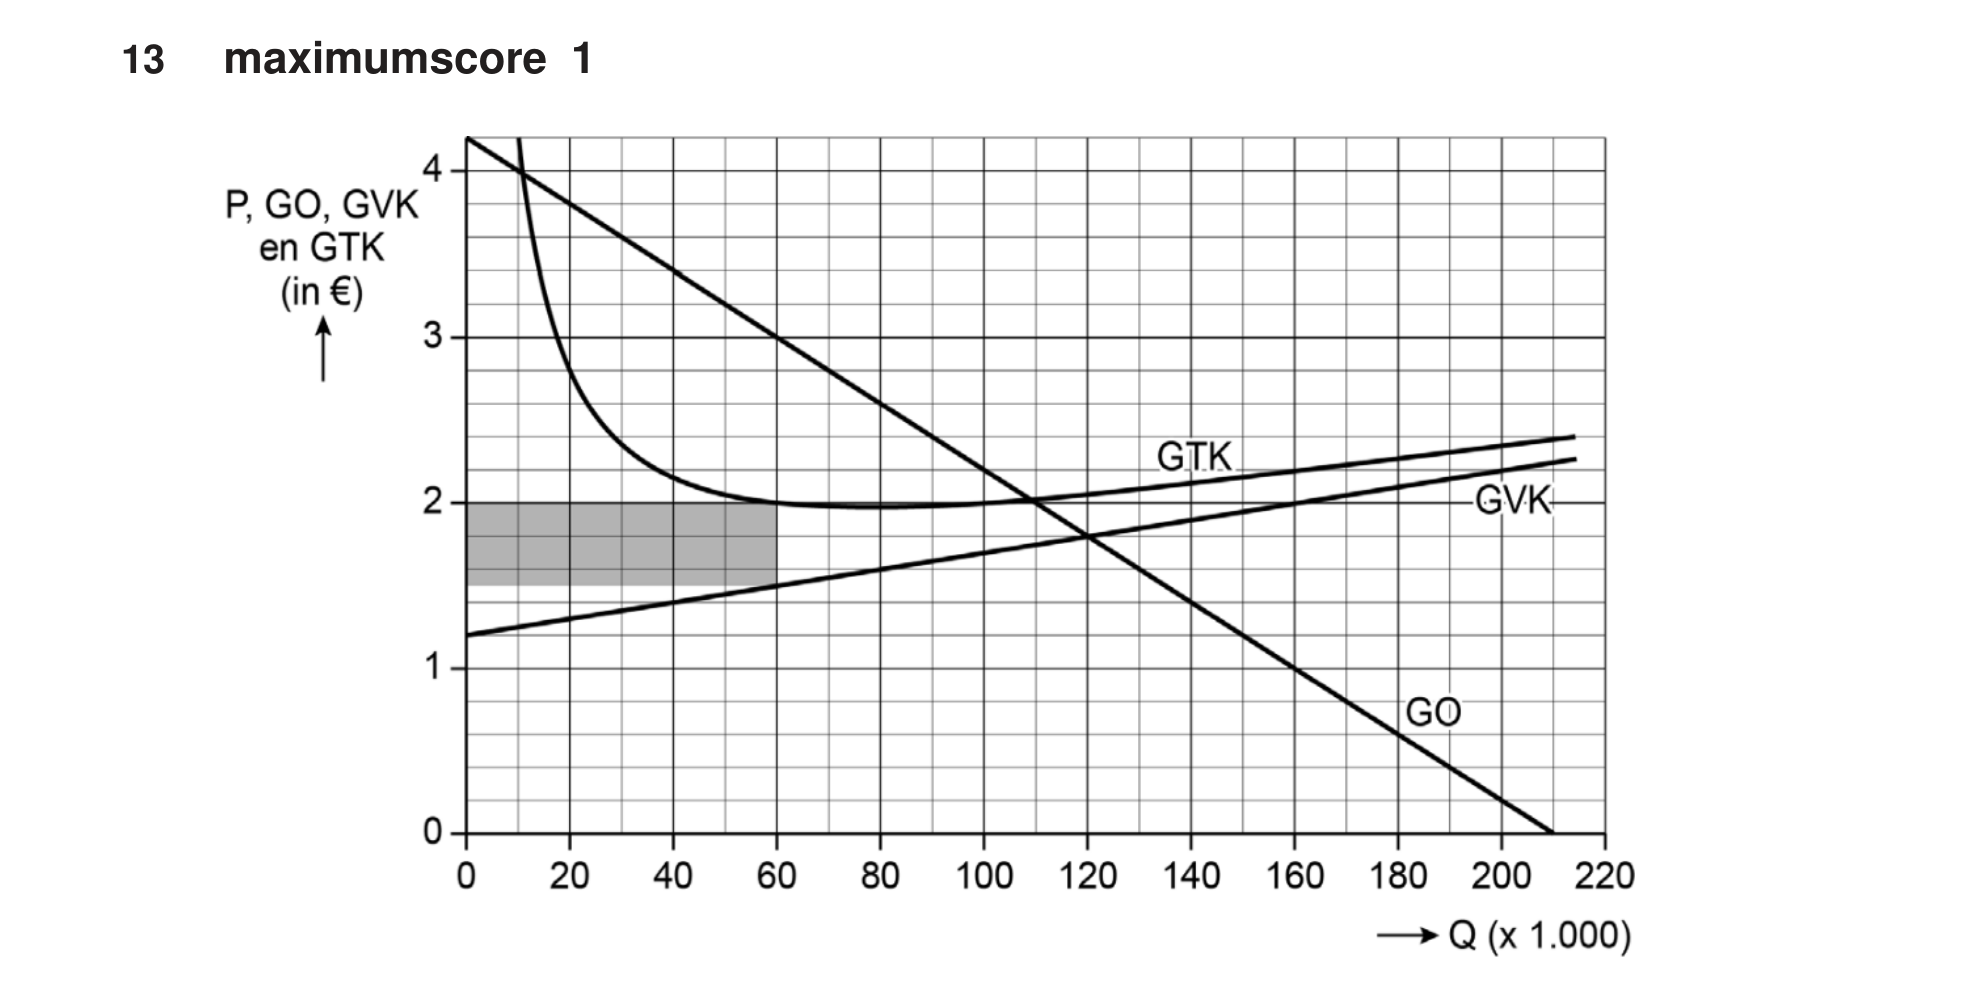 13 maximumscore 1
4
P, GO, GVK
en GTK
(in €)
3
GTK
2
GVK
1
GO
0
0 20 40 60 80 100 120 140 160 180 200 220
Q (x 1.000)